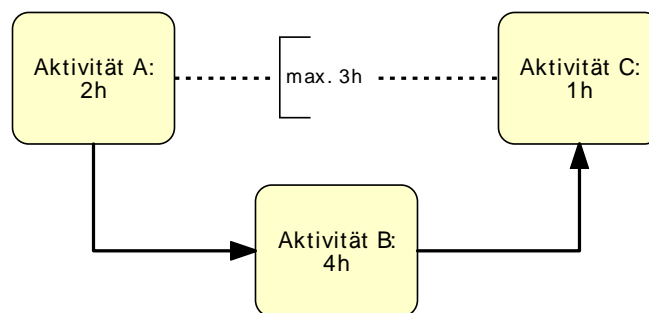 Aktivität A:
2h
max. 3h
Aktivität C:
1h
Aktivität B:
4h